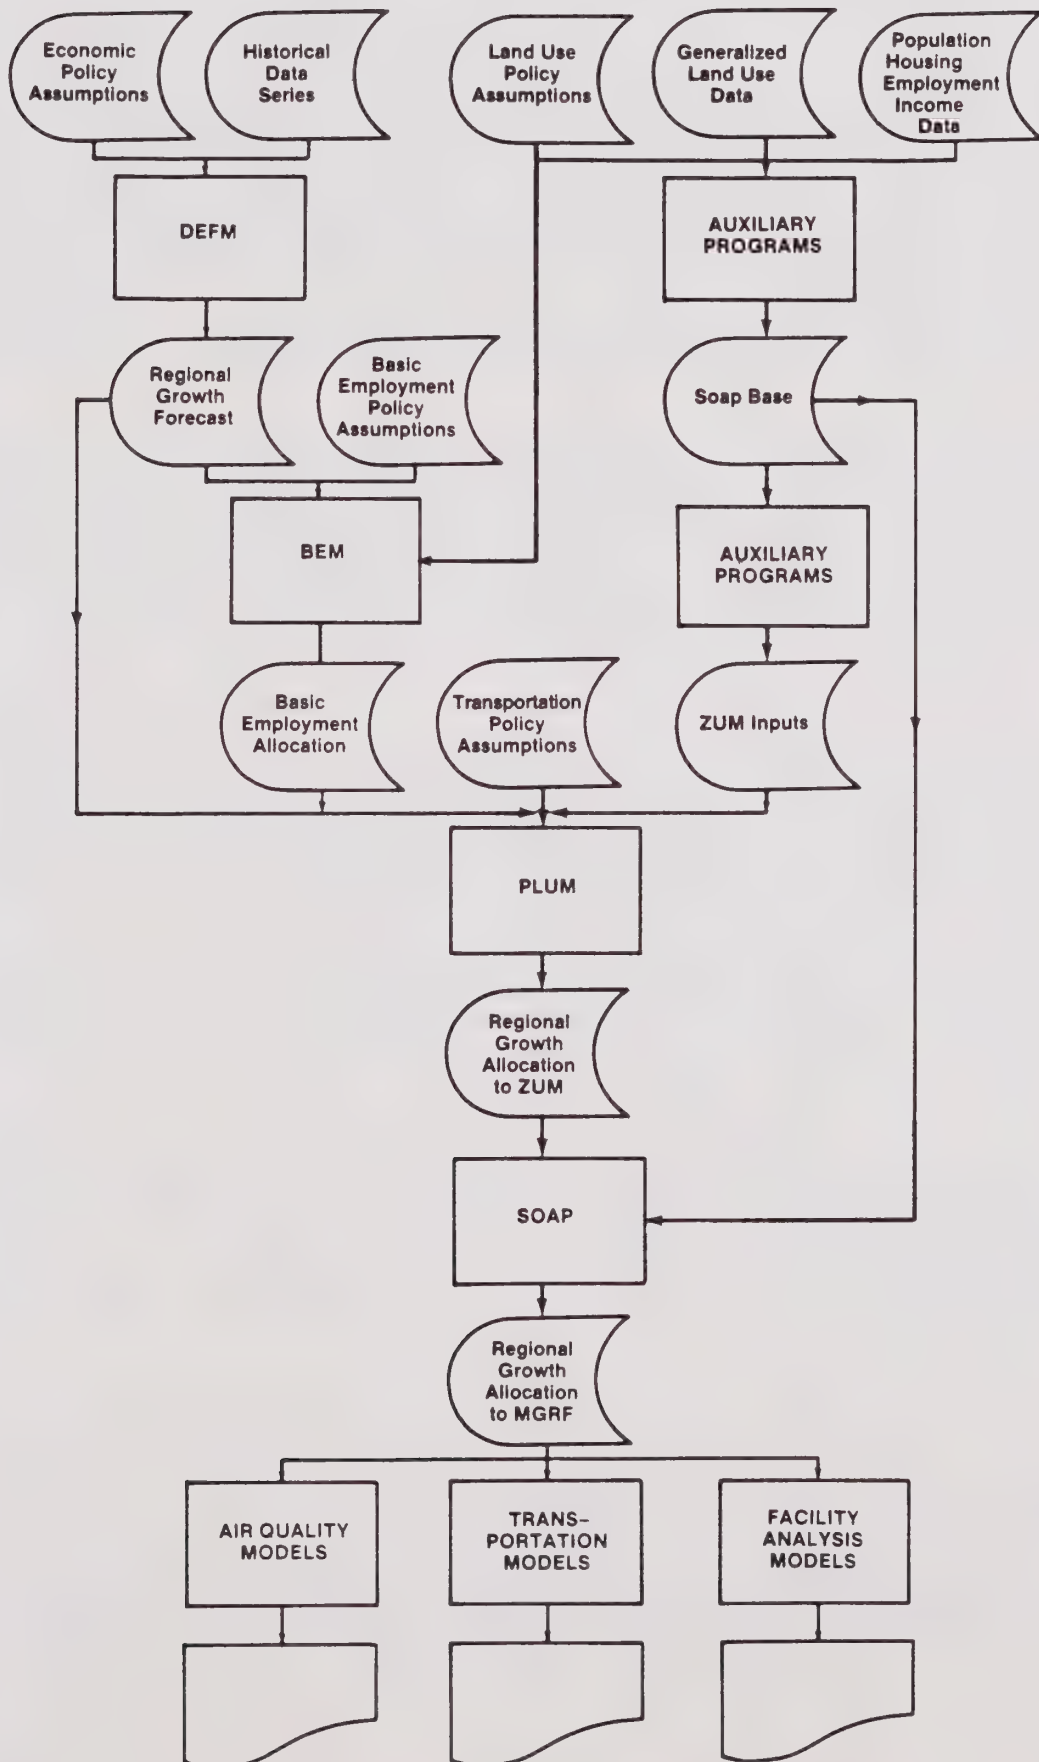 Economic
Policy
Assumptions
Historical
Data
Series
Land Use
Policy
Assumptions
Generalized
Land Use
Data
Population
Housing
Employment
Income
Data
DEFM
AUXILIARY
PROGRAMS
Regional
Growth
Forecast
Basic
Employment
Policy
Assumptions
Soap Base
BEM
AUXILIARY
PROGRAMS
Basic
Employment
Allocation
Transportation
Policy
Assumptions
ZUM Inputs
PLUM
Regional
Growth
Allocation
to ZUM
SOAP
Regional
Growth
Allocation
to MGRF
AIR QUALITY
MODELS
TRANS-
PORTATION
MODELS
FACILITY
ANALYSIS
MODELS